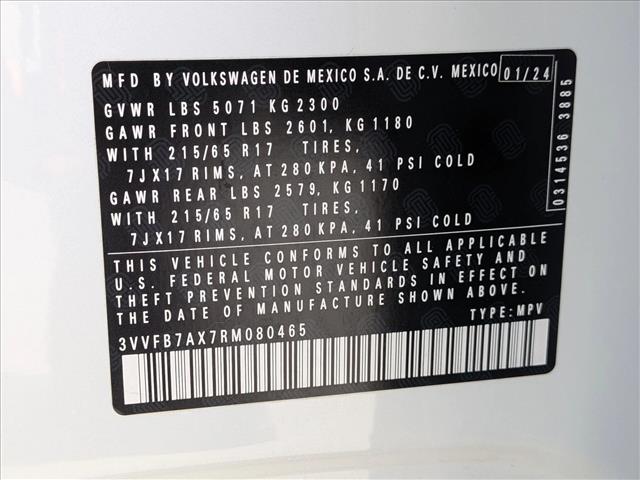 MFD BY VOLKSWAGEN DE MEXICO S.A. DE C.V. MEXICO 01/24
GVWR LBS 5071 KG 2300
GAWR FRONT LBS 2601, KG 1180
WITH 215/65 R17 TIRES,
7JX17 RIMS, AT 280 KPA, 41 PSI COLD
GAWR REAR LBS 2579, KG 1170
WITH 215/65 R17 TIRES,
7JX17 RIMS, AT 280 KPA, 41 PSI COLD
0314536 3885
THIS VEHICLE CONFORMS TO ALL APPLICABLE
U.S. FEDERAL MOTOR VEHICLE SAFETY AND
THEFT PREVENTION STANDARDS IN EFFECT ON
THE DATE OF MANUFACTURE SHOWN ABOVE.
TYPE: MPV
3VVFB7AX7RM080465